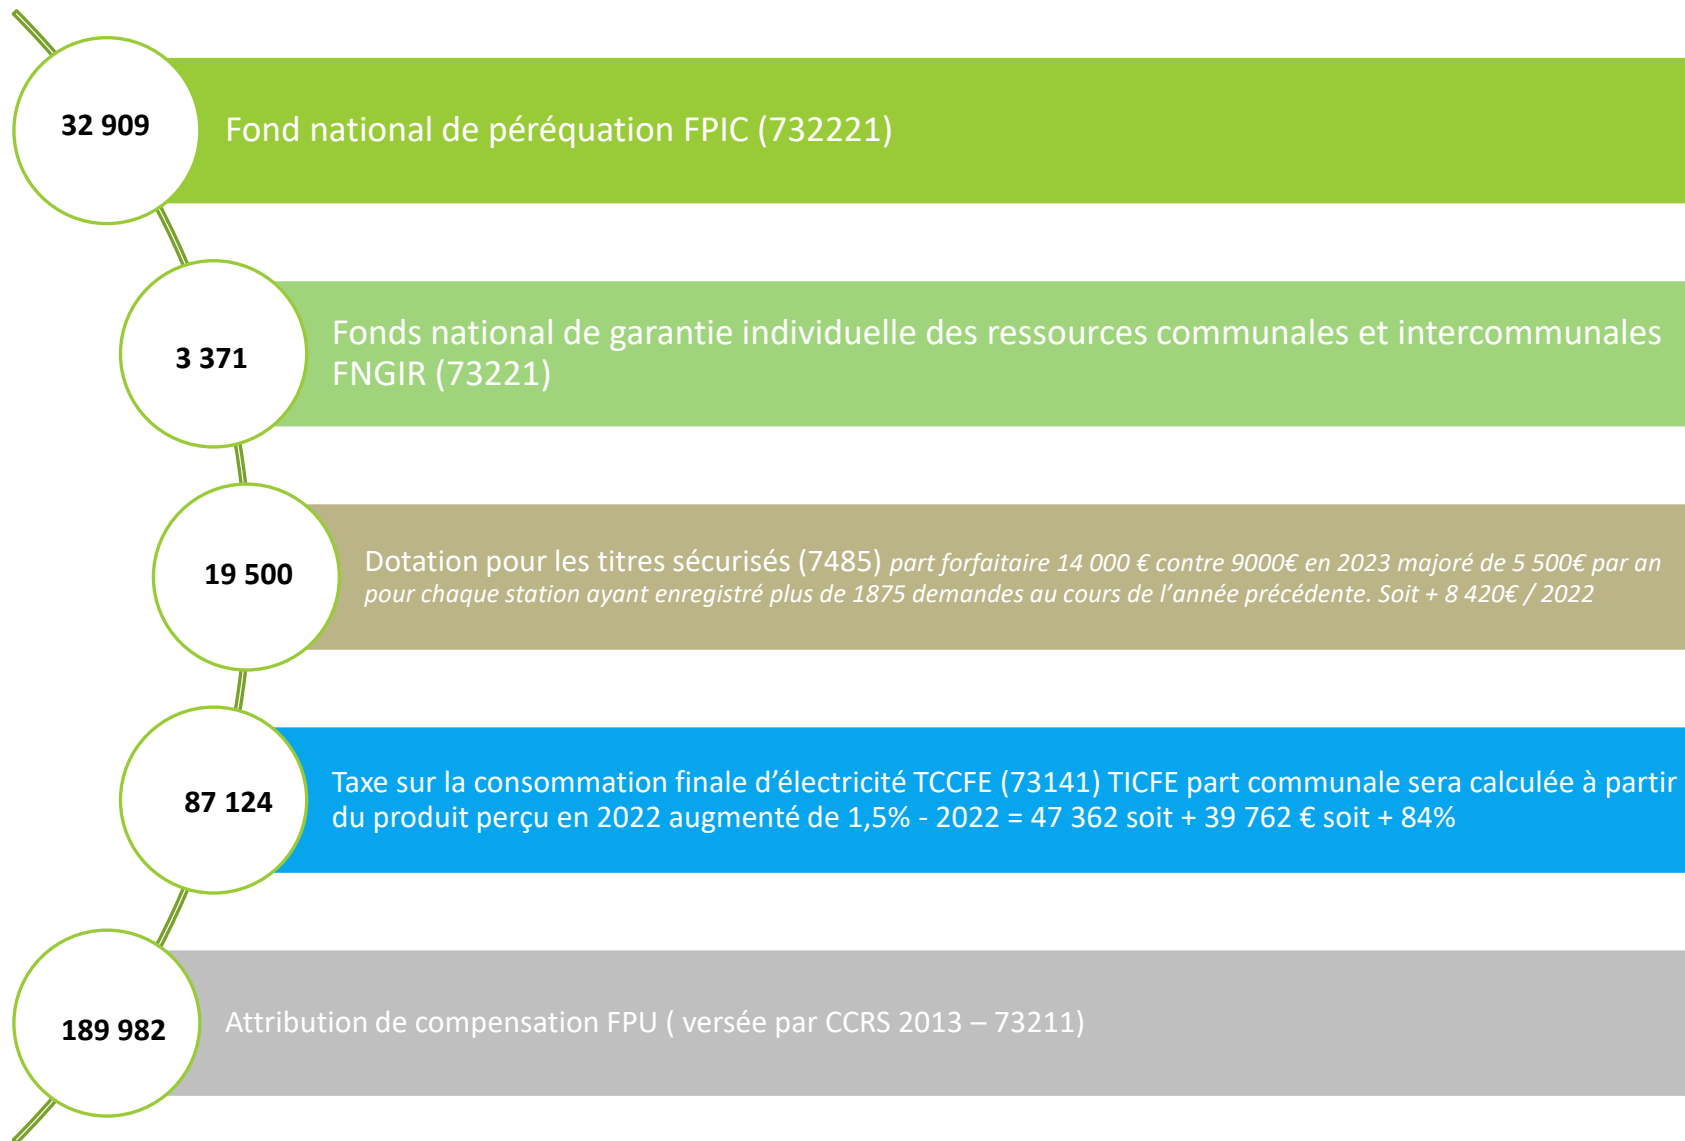 32 909
Fond national de péréquation FPIC (732221)
3 371
Fonds national de garantie individuelle des ressources communales et intercommunales
FNGIR (73221)
19 500
Dotation pour les titres sécurisés (7485) part forfaitaire 14 000 € contre 9000€ en 2023 majoré de 5 500€ par an
pour chaque station ayant enregistré plus de 1875 demandes au cours de l’année précédente. Soit + 8 420€ / 2022
87 124
Taxe sur la consommation finale d’électricité TCCFE (73141) TICFE part communale sera calculée à partir
du produit perçu en 2022 augmenté de 1,5% - 2022 = 47 362 soit + 39 762 € soit + 84%
189 982
Attribution de compensation FPU ( versée par CCRS 2013 – 73211)